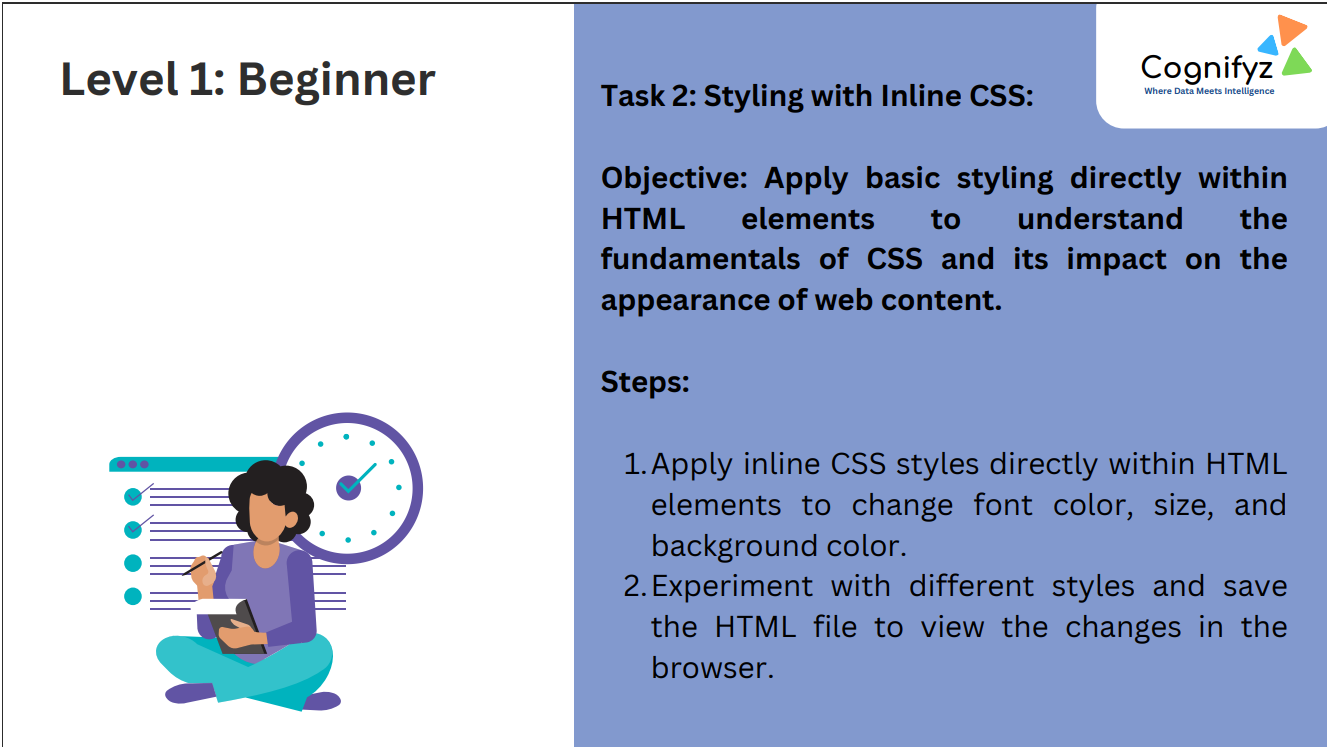 Level 1: Beginner
Cognifyz
Where Data Meets Intelligence
Task 2: Styling with Inline CSS:
Objective: Apply basic styling directly within
HTML elements to understand the
fundamentals of CSS and its impact on the
appearance of web content.
Steps:
1. Apply inline CSS styles directly within HTML
elements to change font color, size, and
background color.
2. Experiment with different styles and save
the HTML file to view the changes in the
browser.